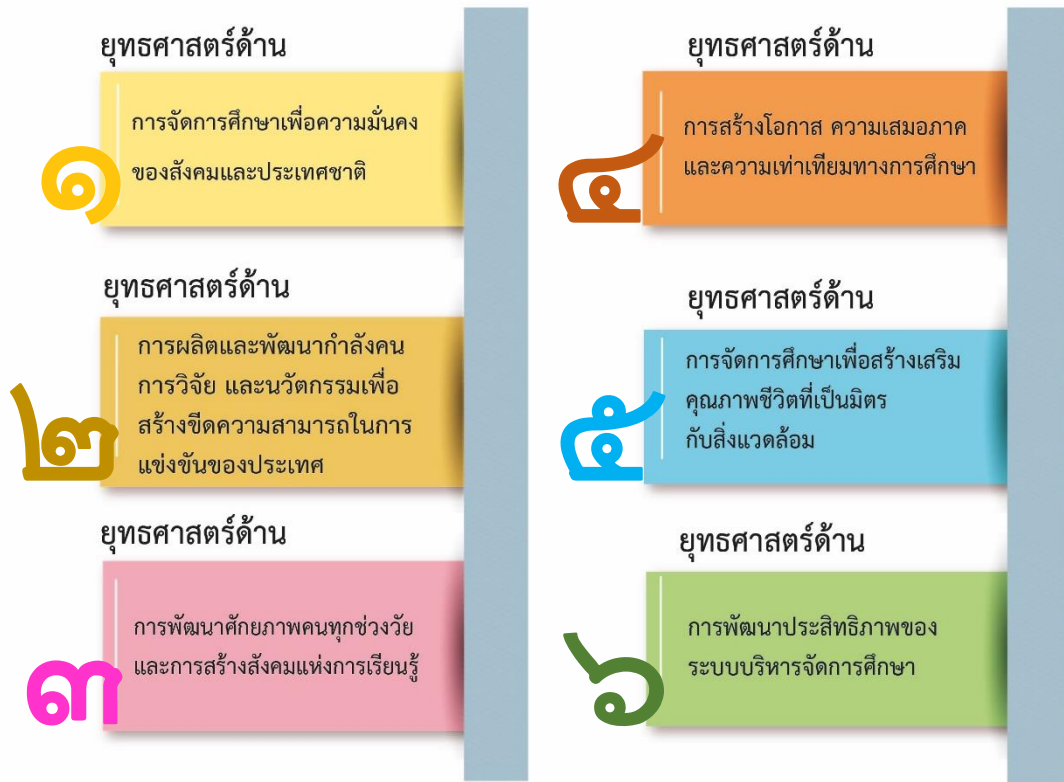 ยุทธศาสตร์ด้าน
๑
การจัดการศึกษาเพื่อความมั่นคง
ของสังคมและประเทศชาติ
ยุทธศาสตร์ด้าน
๒
การผลิตและพัฒนากำลังคน
การวิจัย และนวัตกรรมเพื่อ
สร้างขีดความสามารถในการ
แข่งขันของประเทศ
ยุทธศาสตร์ด้าน
๓
การพัฒนาศักยภาพคนทุกช่วงวัย
และการสร้างสังคมแห่งการเรียนรู้
ยุทธศาสตร์ด้าน
๔
การสร้างโอกาส ความเสมอภาค
และความเท่าเทียมทางการศึกษา
ยุทธศาสตร์ด้าน
๕
การจัดการศึกษาเพื่อสร้างเสริม
คุณภาพชีวิตที่เป็นมิตร
กับสิ่งแวดล้อม
ยุทธศาสตร์ด้าน
๖
การพัฒนาประสิทธิภาพของ
ระบบบริหารจัดการศึกษา